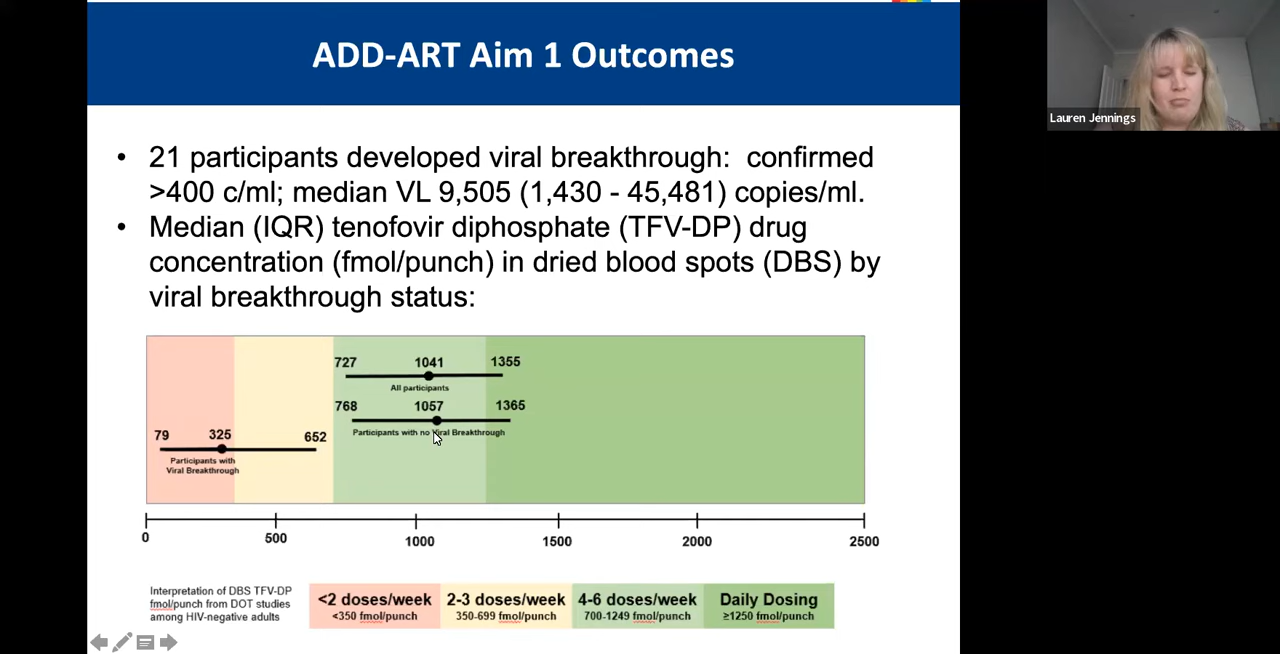 ADD-ART Aim 1 Outcomes
Lauren Jennings
• 21 participants developed viral breakthrough: confirmed
>400 c/ml; median VL 9,505 (1,430 - 45,481) copies/ml.
• Median (IQR) tenofovir diphosphate (TFV-DP) drug
concentration (fmol/punch) in dried blood spots (DBS) by
viral breakthrough status:
727 1041 1355
All participants
768 1057 1365
Participants with no Viral Breakthrough
79 325 652
Participants with
Viral Breakthrough
0 500 1000 1500 2000 2500
Interpretation of DBS TFV-DP
fmol/punch from DOT studies
among HIV-negative adults
<2 doses/week 2-3 doses/week 4-6 doses/week Daily Dosing
<350 fmol/punch 350-699 fmol/punch 700-1249 fmol/punch ≥1250 fmol/punch